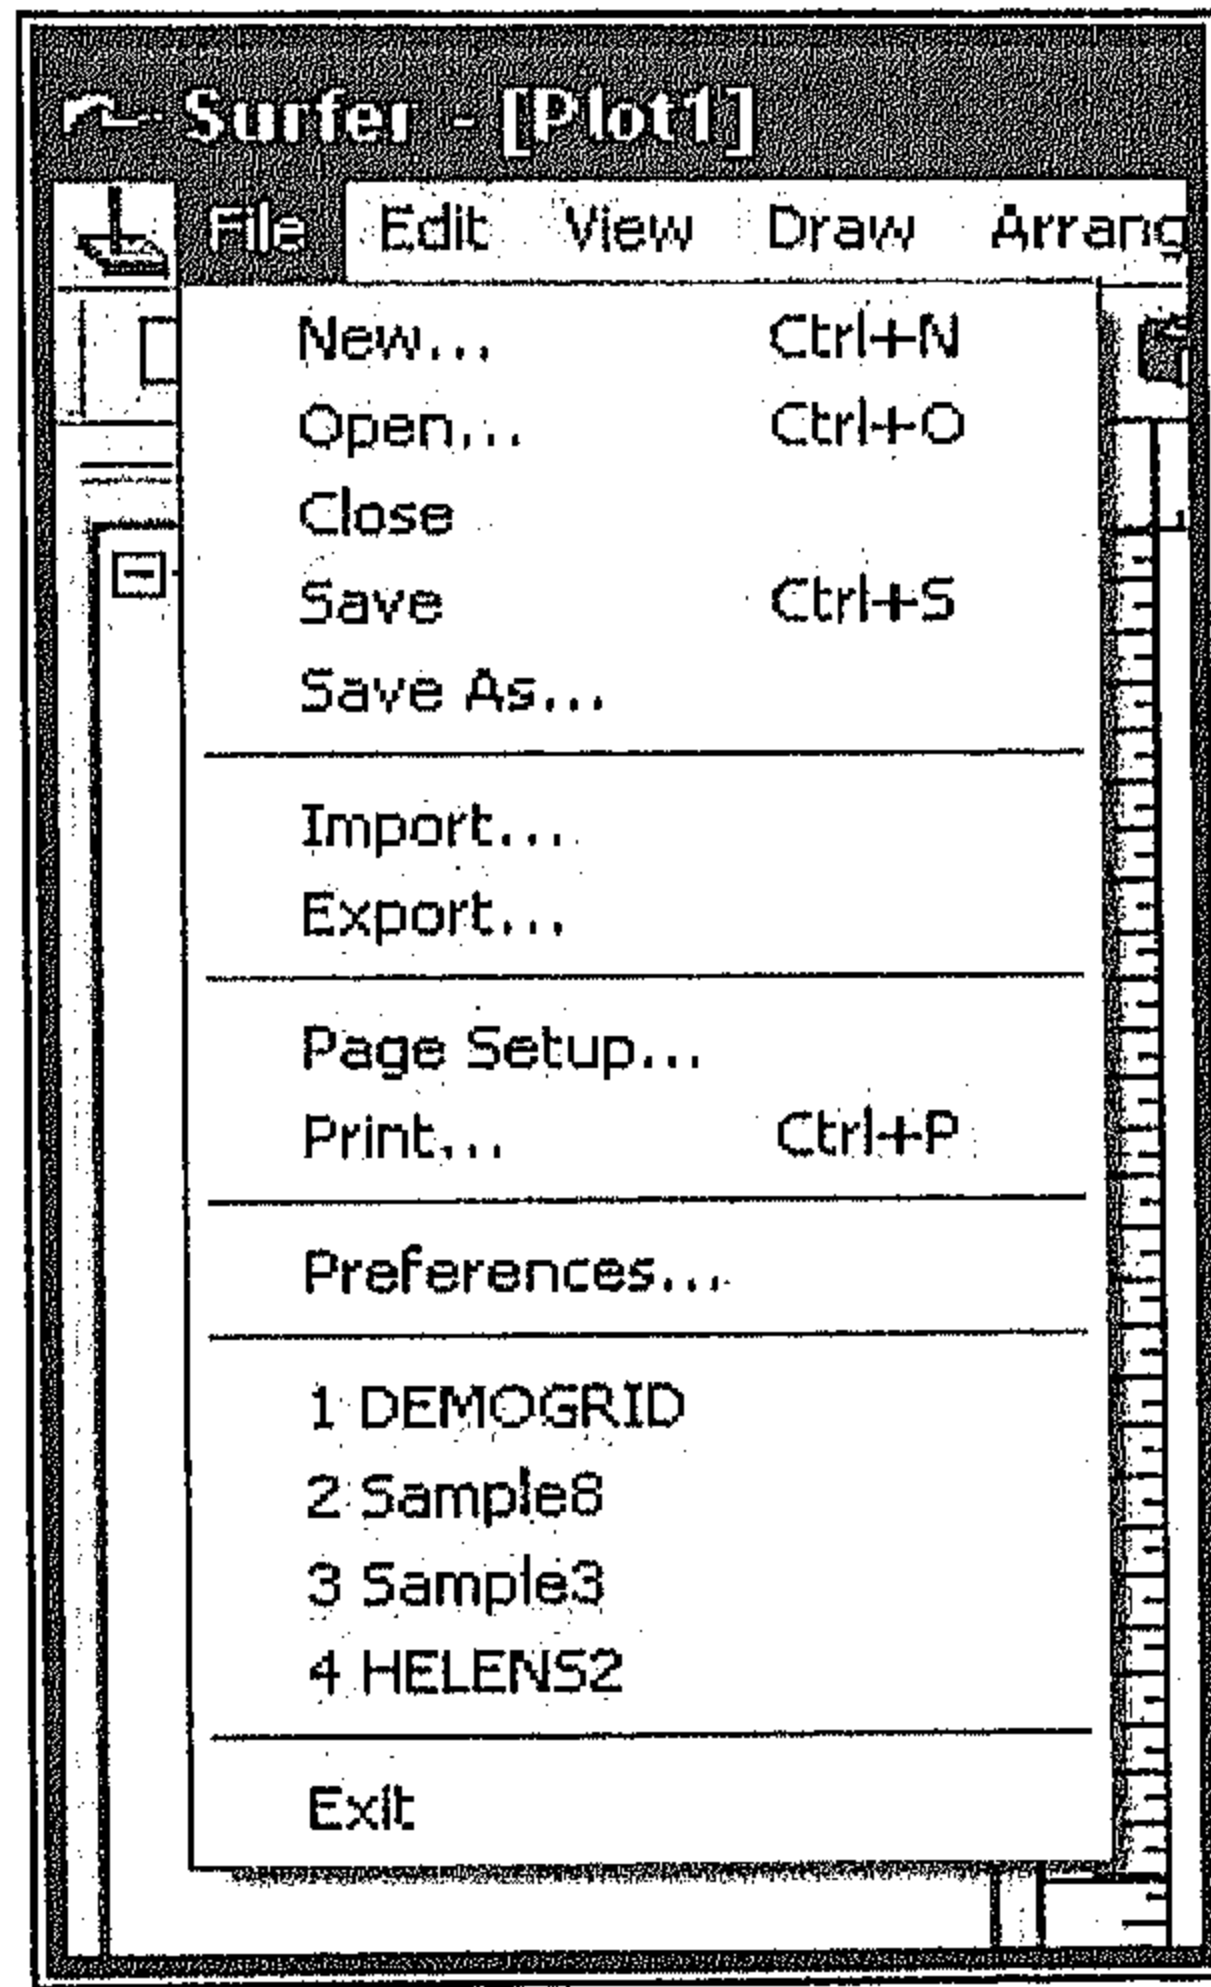 Surfer - [Plot1]
File Edit View Draw Arrang
New... Ctrl+N
Open... Ctrl+O
Close
Save Ctrl+S
Save As...
Import...
Export...
Page Setup...
Print... Ctrl+P
Preferences...
1 DEMOGRID
2 Sample8
3 Sample3
4 HELENS2
Exit